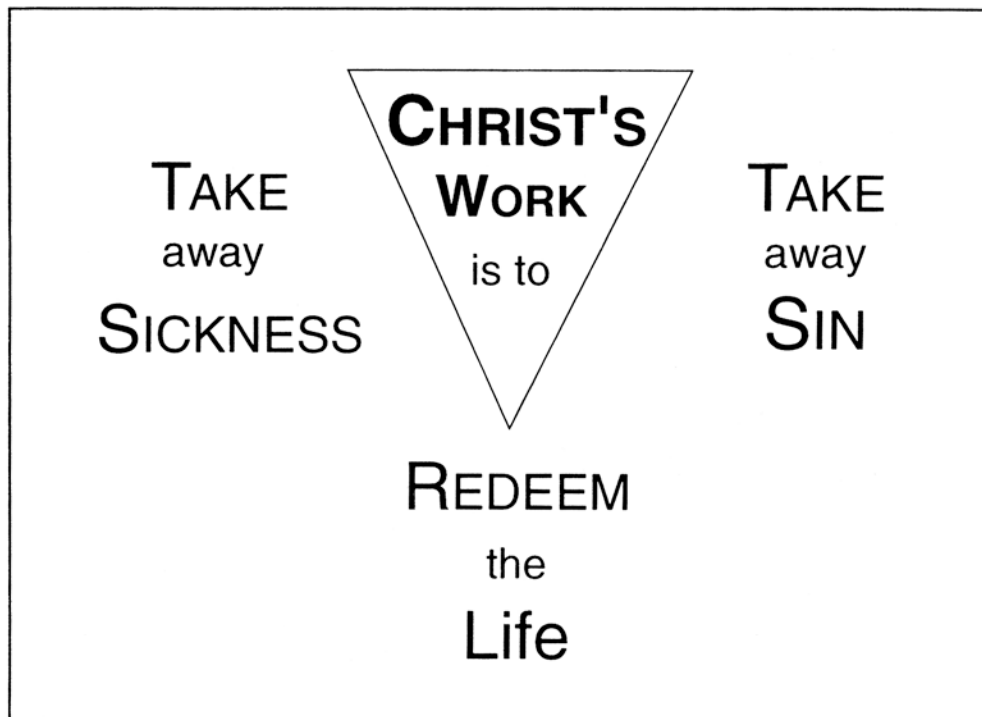 CHRIST'S
WORK
is to
TAKE
away
SICKNESS
TAKE
away
SIN
REDEEM
the
Life